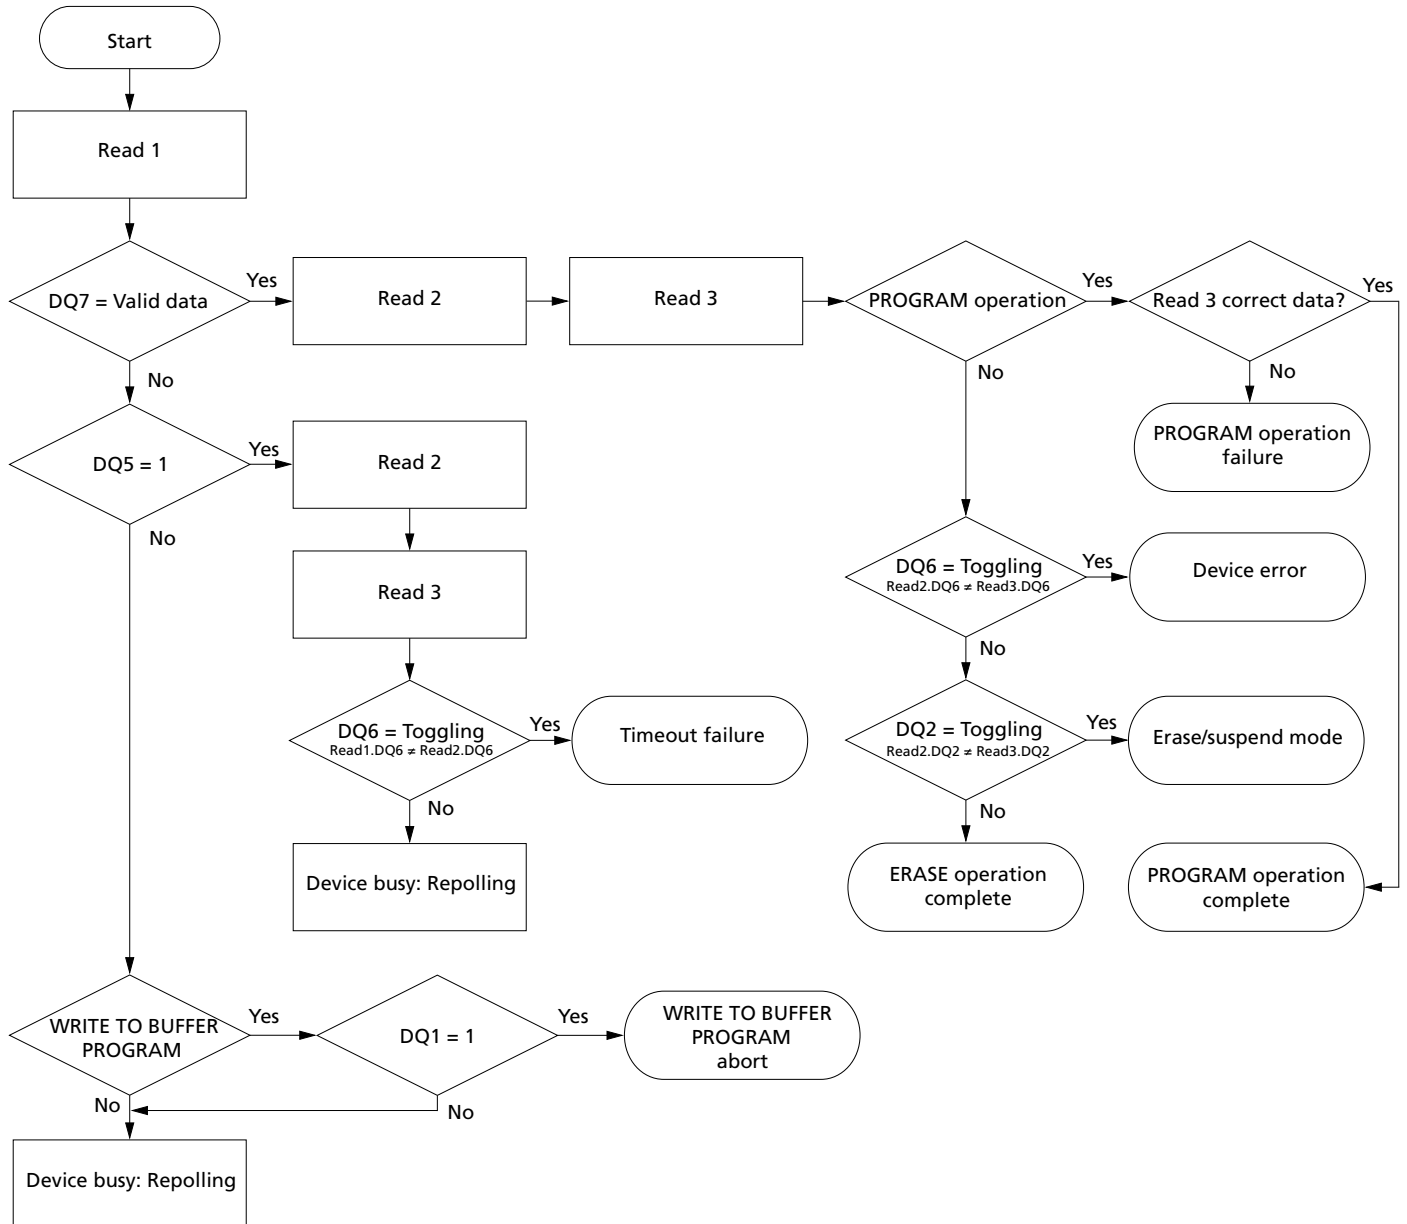 Start
Read 1
DQ7 = Valid data
Yes
No
Read 2
Read 3
PROGRAM operation
Yes
No
Read 3 correct data?
Yes
No
PROGRAM operation
failure
DQ5 = 1
Yes
No
Read 2
Read 3
DQ6 = Toggling
Read1.DQ6 ≠ Read2.DQ6
Yes
No
Timeout failure
Device busy: Repolling
DQ6 = Toggling
Read2.DQ6 ≠ Read3.DQ6
Yes
No
Device error
DQ2 = Toggling
Read2.DQ2 ≠ Read3.DQ2
Yes
No
Erase/suspend mode
ERASE operation
complete
PROGRAM operation
complete
WRITE TO BUFFER
PROGRAM
Yes
No
DQ1 = 1
Yes
No
WRITE TO BUFFER
PROGRAM
abort
Device busy: Repolling